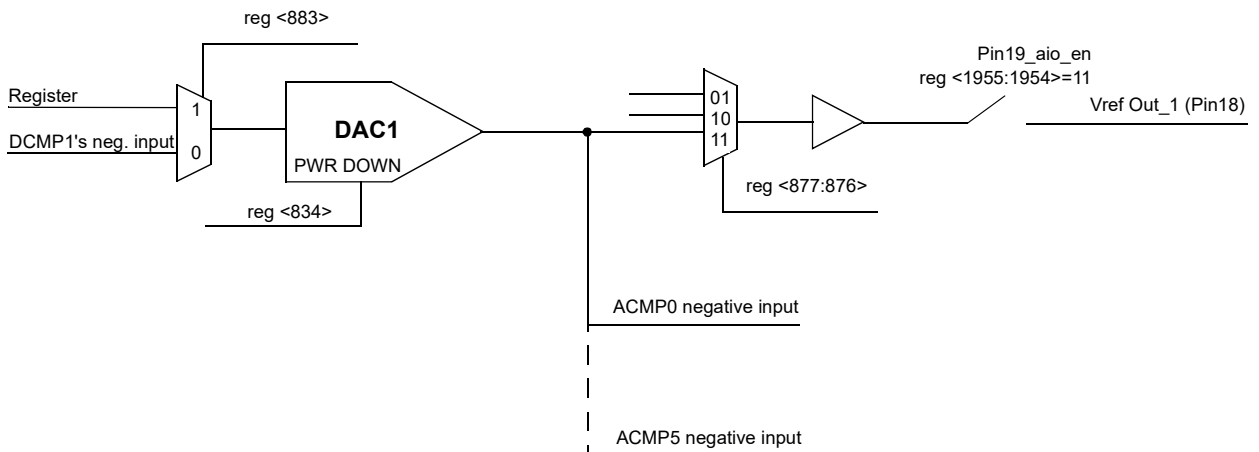 reg <883>
Pin19_aio_en
reg <1955:1954>=11
Register
1
01
Vref Out_1 (Pin18)
10
DAC1
DCMP1's neg. input
0
11
PWR DOWN
reg <877:876>
reg <834>
ACMP0 negative input
ACMP5 negative input